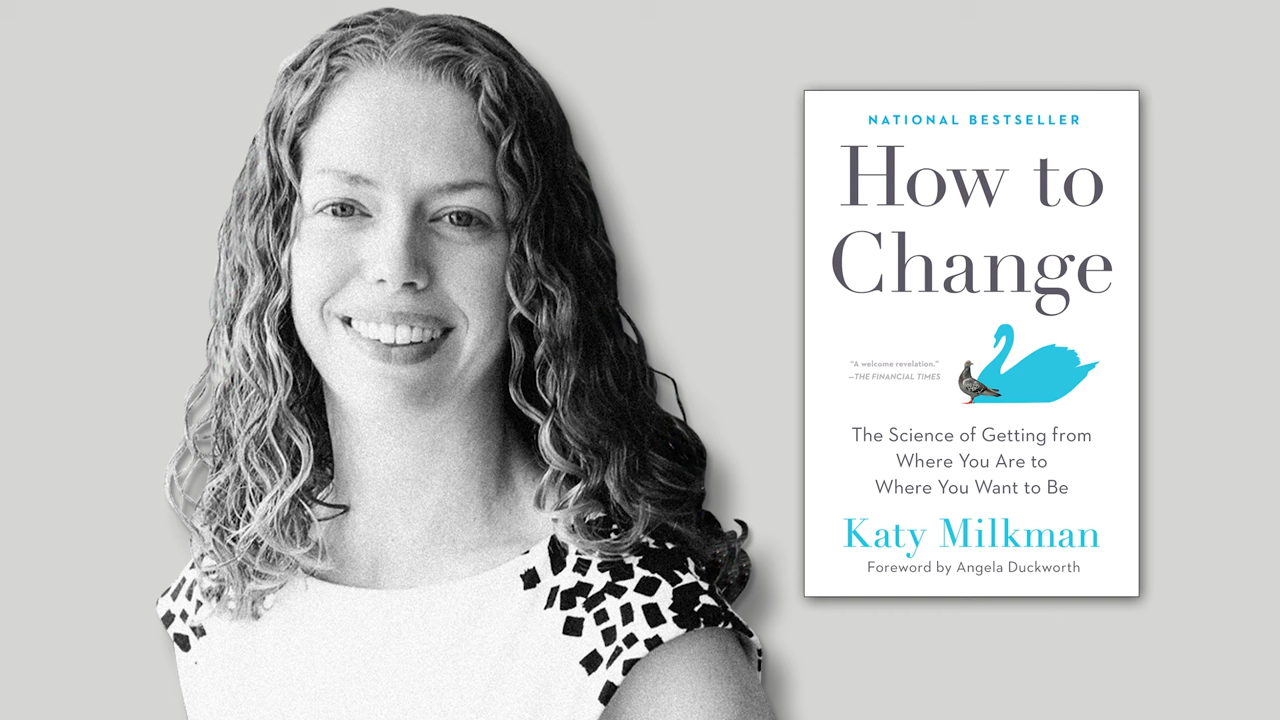 NATIONAL BESTSELLER
How to
Change
“A welcome revelation.”
—THE FINANCIAL TIMES
The Science of Getting from
Where You Are to
Where You Want to Be
Katy Milkman
Foreword by Angela Duckworth